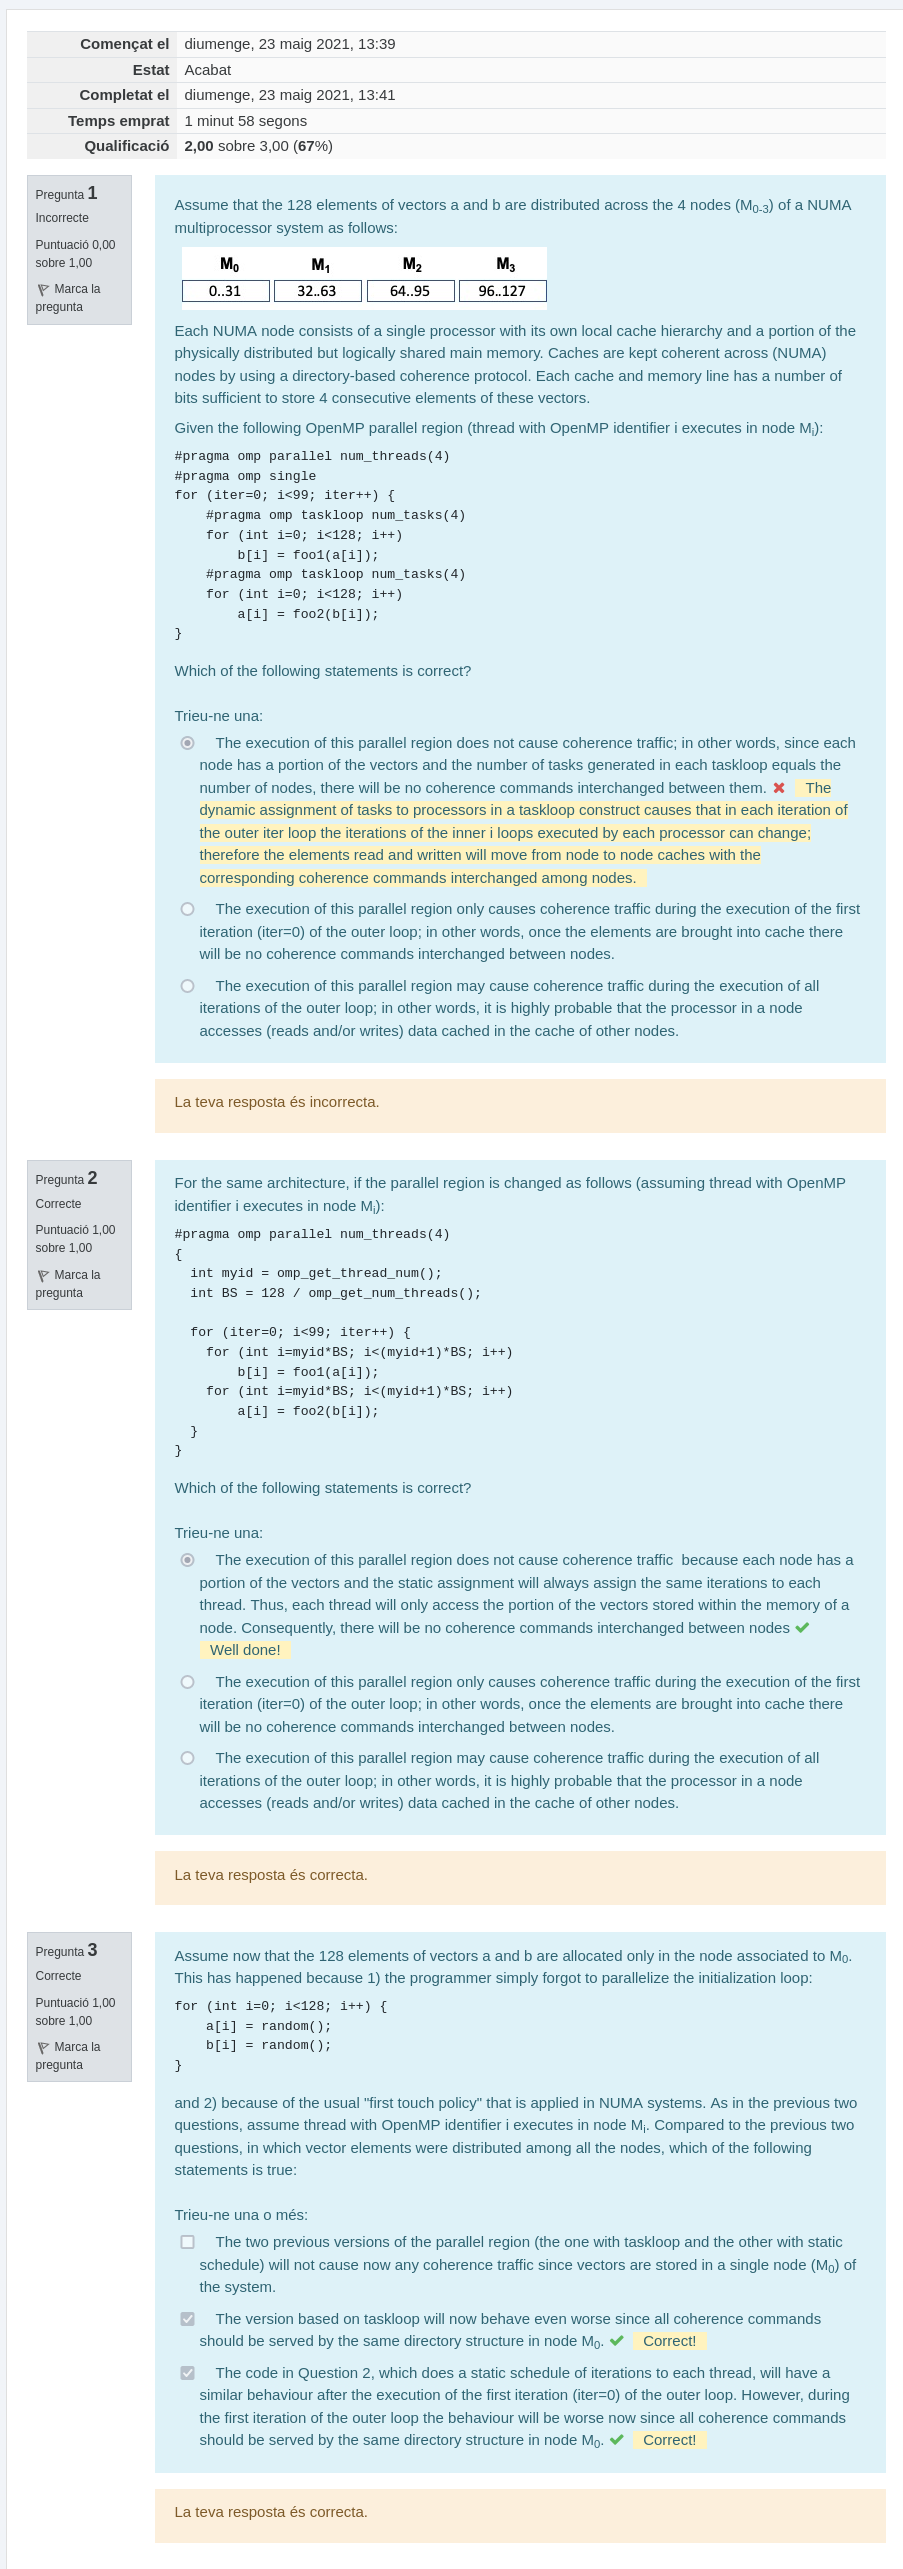 Començat el diumenge, 23 maig 2021, 13:39
Estat Acabat
Completat el diumenge, 23 maig 2021, 13:41
Temps emprat 1 minut 58 segons
Qualificació 2,00 sobre 3,00 (67%)
Pregunta 1
Incorrecte
Puntuació 0,00
sobre 1,00
Marca la
pregunta
Assume that the 128 elements of vectors a and b are distributed across the 4 nodes (M0-3) of a NUMA
multiprocessor system as follows:
M0 M1 M2 M3
0..31 32..63 64..95 96..127
Each NUMA node consists of a single processor with its own local cache hierarchy and a portion of the
physically distributed but logically shared main memory. Caches are kept coherent across (NUMA)
nodes by using a directory-based coherence protocol. Each cache and memory line has a number of
bits sufficient to store 4 consecutive elements of these vectors.
Given the following OpenMP parallel region (thread with OpenMP identifier i executes in node Mi):
#pragma omp parallel num_threads(4)
#pragma omp single
for (iter=0; i<99; iter++) {
    #pragma omp taskloop num_tasks(4)
    for (int i=0; i<128; i++)
        b[i] = foo1(a[i]);
    #pragma omp taskloop num_tasks(4)
    for (int i=0; i<128; i++)
        a[i] = foo2(b[i]);
}
Which of the following statements is correct?
Trieu-ne una:
The execution of this parallel region does not cause coherence traffic; in other words, since each
node has a portion of the vectors and the number of tasks generated in each taskloop equals the
number of nodes, there will be no coherence commands interchanged between them. The
dynamic assignment of tasks to processors in a taskloop construct causes that in each iteration of
the outer iter loop the iterations of the inner i loops executed by each processor can change;
therefore the elements read and written will move from node to node caches with the
corresponding coherence commands interchanged among nodes.
The execution of this parallel region only causes coherence traffic during the execution of the first
iteration (iter=0) of the outer loop; in other words, once the elements are brought into cache there
will be no coherence commands interchanged between nodes.
The execution of this parallel region may cause coherence traffic during the execution of all
iterations of the outer loop; in other words, it is highly probable that the processor in a node
accesses (reads and/or writes) data cached in the cache of other nodes.
La teva resposta és incorrecta.
Pregunta 2
Correcte
Puntuació 1,00
sobre 1,00
Marca la
pregunta
For the same architecture, if the parallel region is changed as follows (assuming thread with OpenMP
identifier i executes in node Mi):
#pragma omp parallel num_threads(4)
{
  int myid = omp_get_thread_num();
  int BS = 128 / omp_get_num_threads();
  for (iter=0; i<99; iter++) {
    for (int i=myid*BS; i<(myid+1)*BS; i++)
        b[i] = foo1(a[i]);
    for (int i=myid*BS; i<(myid+1)*BS; i++)
        a[i] = foo2(b[i]);
  }
}
Which of the following statements is correct?
Trieu-ne una:
The execution of this parallel region does not cause coherence traffic  because each node has a
portion of the vectors and the static assignment will always assign the same iterations to each
thread. Thus, each thread will only access the portion of the vectors stored within the memory of a
node. Consequently, there will be no coherence commands interchanged between nodes
Well done!
The execution of this parallel region only causes coherence traffic during the execution of the first
iteration (iter=0) of the outer loop; in other words, once the elements are brought into cache there
will be no coherence commands interchanged between nodes.
The execution of this parallel region may cause coherence traffic during the execution of all
iterations of the outer loop; in other words, it is highly probable that the processor in a node
accesses (reads and/or writes) data cached in the cache of other nodes.
La teva resposta és correcta.
Pregunta 3
Correcte
Puntuació 1,00
sobre 1,00
Marca la
pregunta
Assume now that the 128 elements of vectors a and b are allocated only in the node associated to M0.
This has happened because 1) the programmer simply forgot to parallelize the initialization loop:
for (int i=0; i<128; i++) {
    a[i] = random();
    b[i] = random();
}
and 2) because of the usual "first touch policy" that is applied in NUMA systems. As in the previous two
questions, assume thread with OpenMP identifier i executes in node Mi. Compared to the previous two
questions, in which vector elements were distributed among all the nodes, which of the following
statements is true:
Trieu-ne una o més:
The two previous versions of the parallel region (the one with taskloop and the other with static
schedule) will not cause now any coherence traffic since vectors are stored in a single node (M0) of
the system.
The version based on taskloop will now behave even worse since all coherence commands
should be served by the same directory structure in node M0. Correct!
The code in Question 2, which does a static schedule of iterations to each thread, will have a
similar behaviour after the execution of the first iteration (iter=0) of the outer loop. However, during
the first iteration of the outer loop the behaviour will be worse now since all coherence commands
should be served by the same directory structure in node M0. Correct!
La teva resposta és correcta.